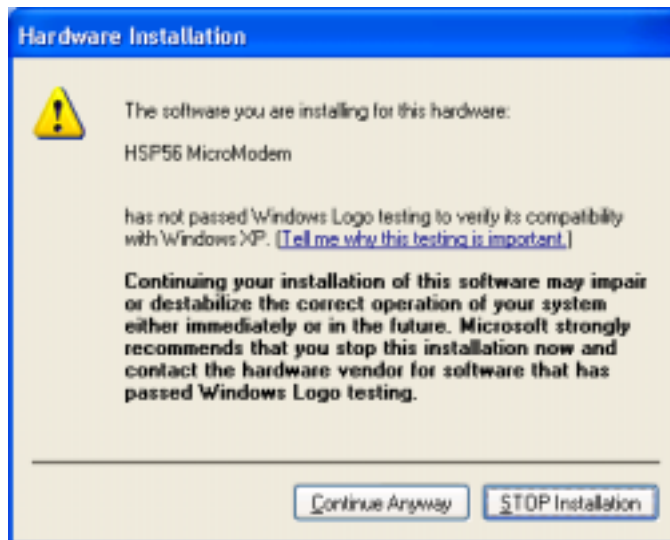 Hardware Installation
The software you are installing for this hardware:
HSP56 MicroModem
has not passed Windows Logo testing to verify its compatibility
with Windows XP. (Tell me why this testing is important.)
Continuing your installation of this software may impair
or destabilize the correct operation of your system
either immediately or in the future. Microsoft strongly
recommends that you stop this installation now and
contact the hardware vendor for software that has
passed Windows Logo testing.
Continue Anyway
STOP Installation